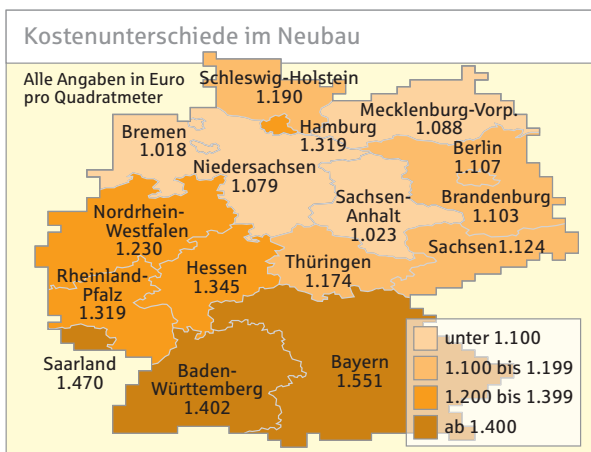 Kostenunterschiede im Neubau
Alle Angaben in Euro
pro Quadratmeter
Schleswig-Holstein
1.190
Mecklenburg-Vorp.
1.088
Hamburg
1.319
Bremen
1.018
Berlin
1.107
Niedersachsen
1.079
Sachsen-
Anhalt
1.023
Brandenburg
1.103
Nordrhein-
Westfalen
1.230
Sachsen 1.124
Hessen
1.345
Thüringen
1.174
Rheinland-
Pfalz
1.319
Saarland
1.470
Baden-
Württemberg
1.402
Bayern
1.551
unter 1.100
1.100 bis 1.199
1.200 bis 1.399
ab 1.400